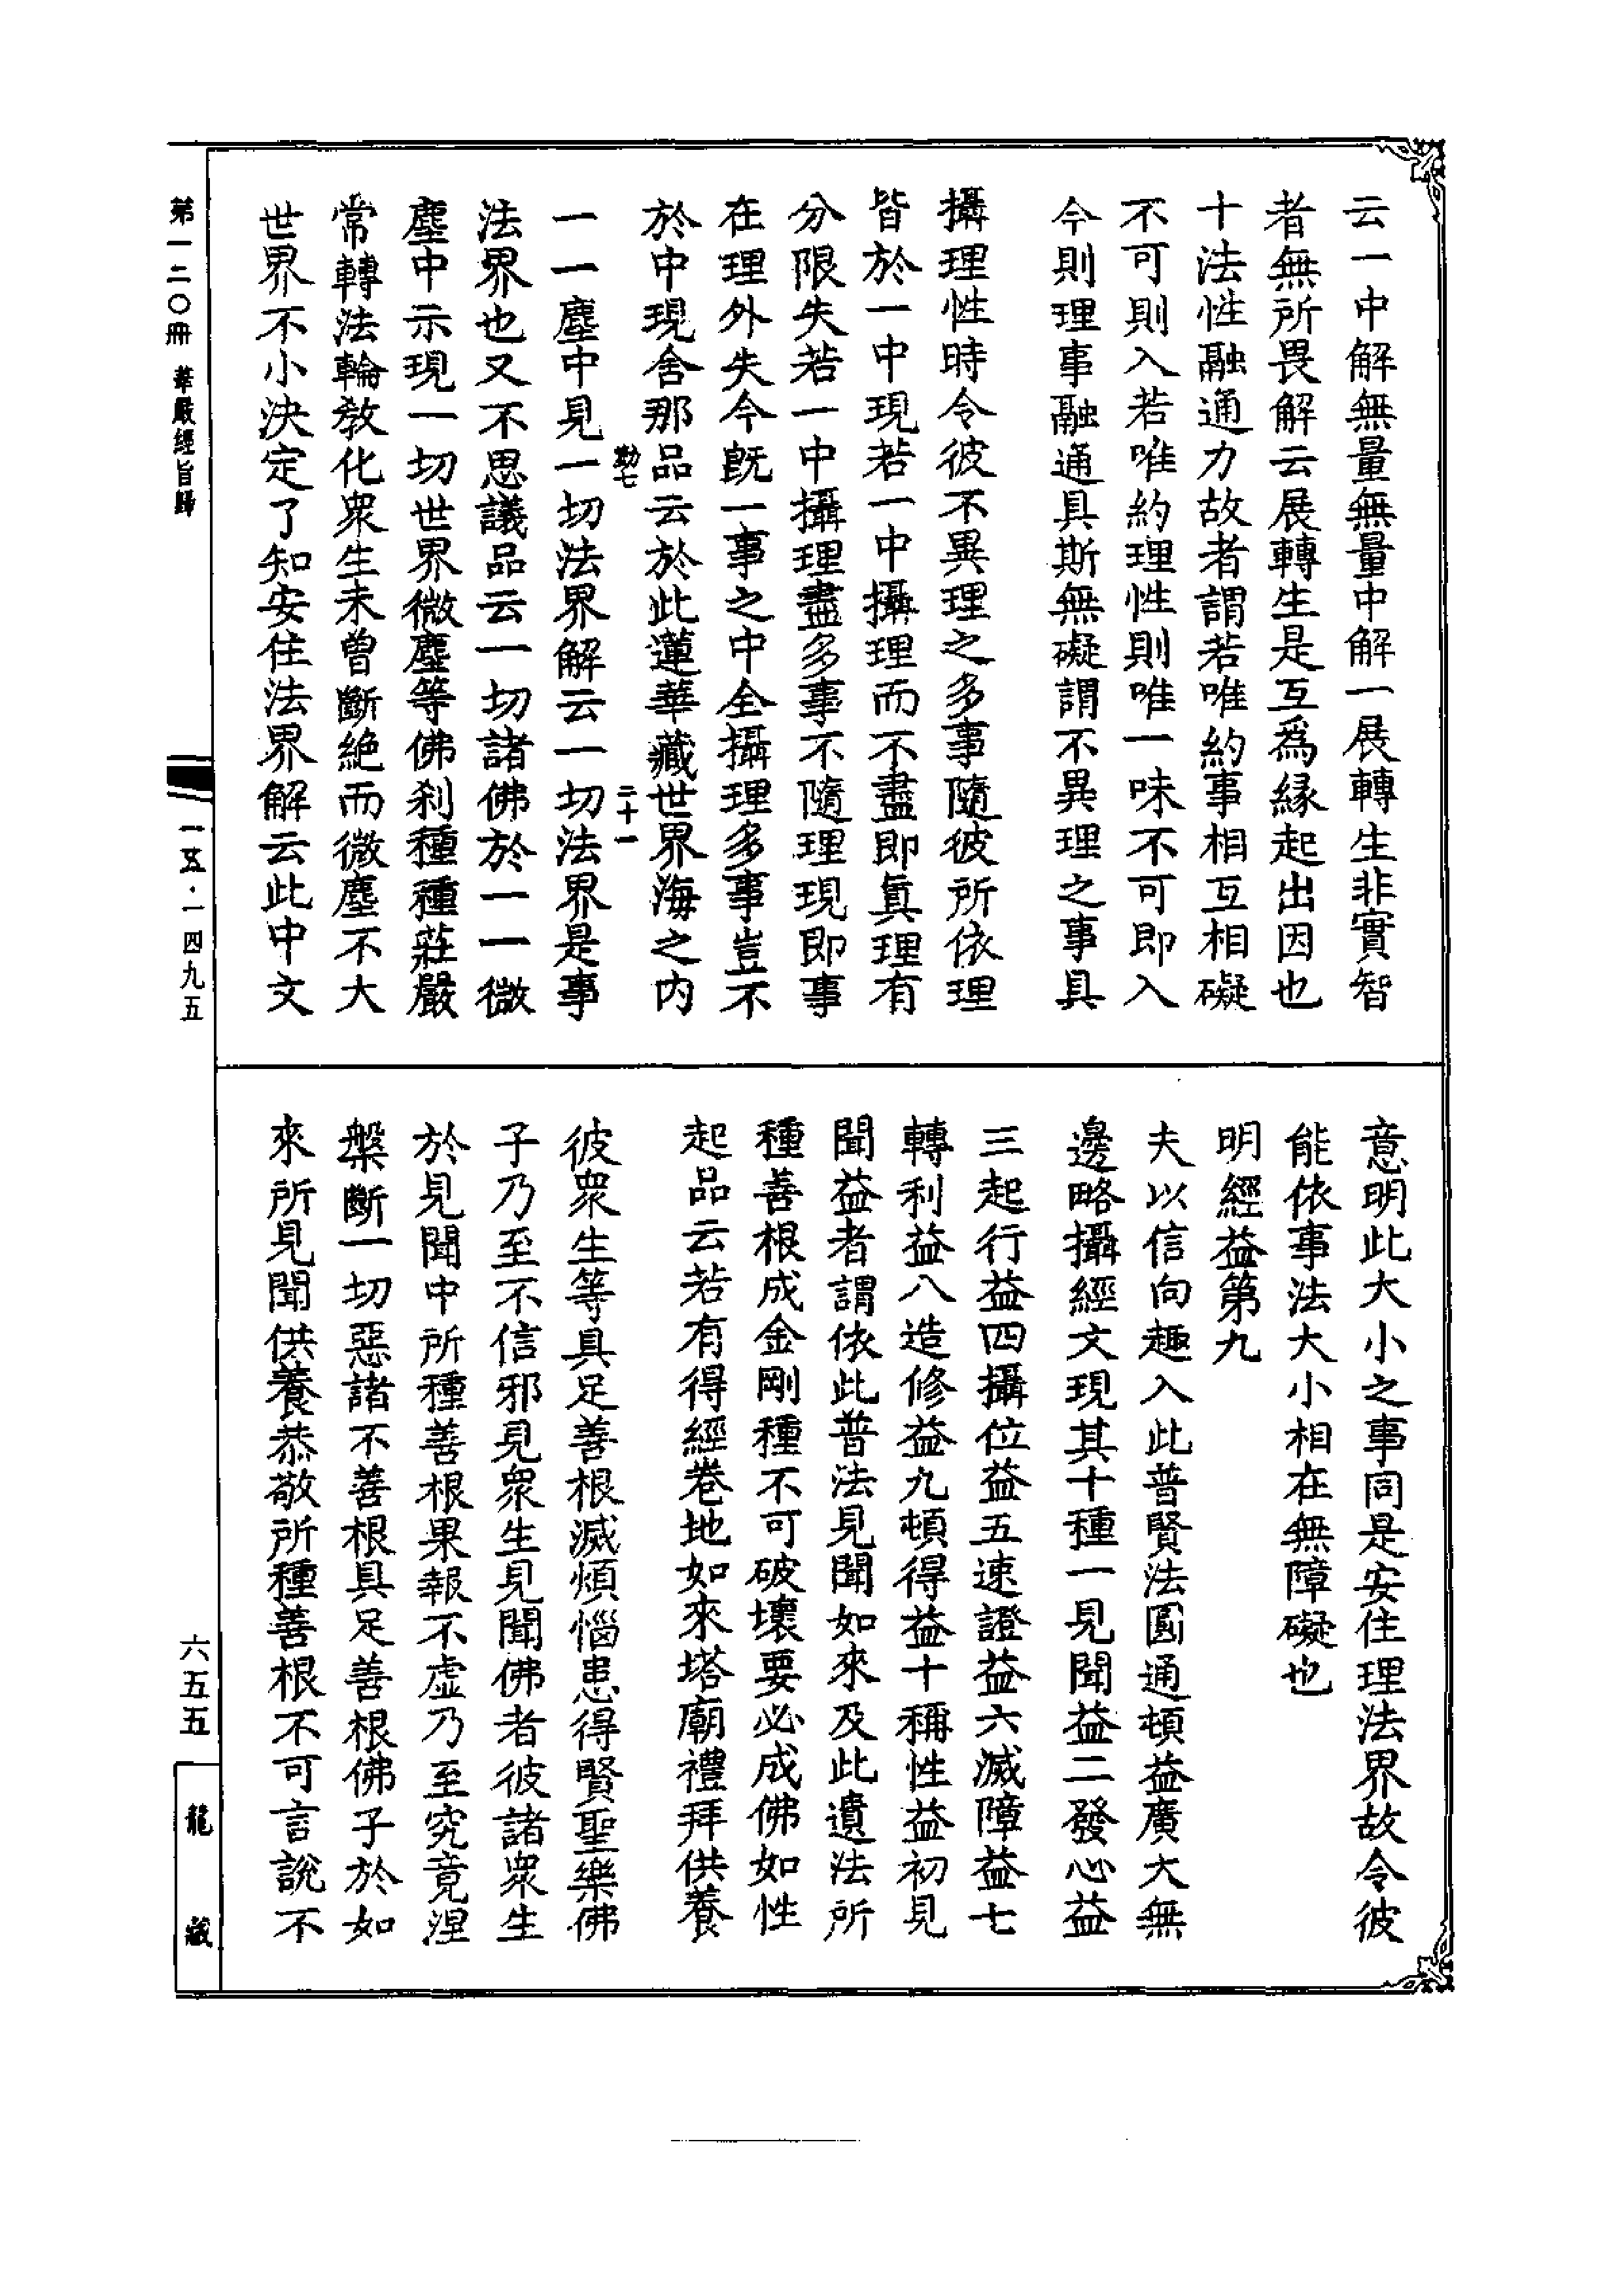 云一中解無量無量中解一展轉生非實智
者無所畏解云展轉生是互為緣起出因也
十法性融通力故者謂若唯約事相互相礙
不可則入若唯約理性則唯一味不可即入
今則理事融通具斯無礙謂不異理之事具
攝理性時令彼不異理之多事隨彼所依理
皆於一中現若一中攝理而不盡即眞理有
分限失若一中攝理盡多事不隨理現即事
在理外失今旣一事之中全攝理多事豈不
於中現舍那品云於此蓮華藏世界海之內
勤七
二十一
一一塵中見一切法界解云一切法界是事
法界也又不思議品云一切諸佛於一一微
塵中示現一切世界微塵等佛刹種種莊嚴
常轉法輪教化衆生未曾斷絶而微塵不大
世界不小決定了知安住法界解云此中文
意明此大小之事同是安住理法界故令彼
能依事法大小相在無障礙也
明經益第九
夫以信向趣入此普賢法圓通頓益廣大無
邊略攝經文現其十種一見聞益二發心益
三起行益四攝位益五速證益六滅障益七
轉利益八造修益九頓得益十稱性益初見
聞益者謂依此普法見聞如來及此遺法所
種善根成金剛種不可破壞要必成佛如性
起品云若有得經卷地如來塔廟禮拜供養
彼衆生等具足善根滅煩惱患得賢聖樂佛
子乃至不信邪見衆生見聞佛者彼諸衆生
於見聞中所種善根果報不虛乃至究竟涅
槃斷一切惡諸不善根具足善根佛子於如
來所見聞供養恭敬所種善根不可言說不
第一二〇冊 華嚴經旨歸
一五·一四九五
六五五
龍藏